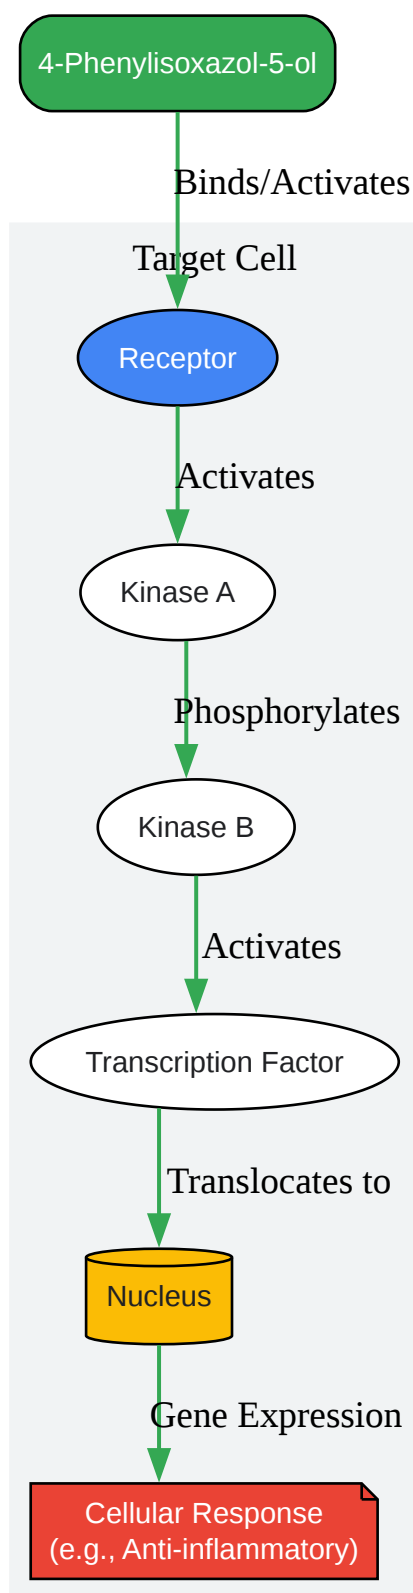 4-Phenylisoxazol-5-ol
Binds/Activates
Target Cell
Receptor
Activates
Kinase A
Phosphorylates
Kinase B
Activates
Transcription Factor
Translocates to
Nucleus
Gene Expression
Cellular Response
(e.g., Anti-inflammatory)